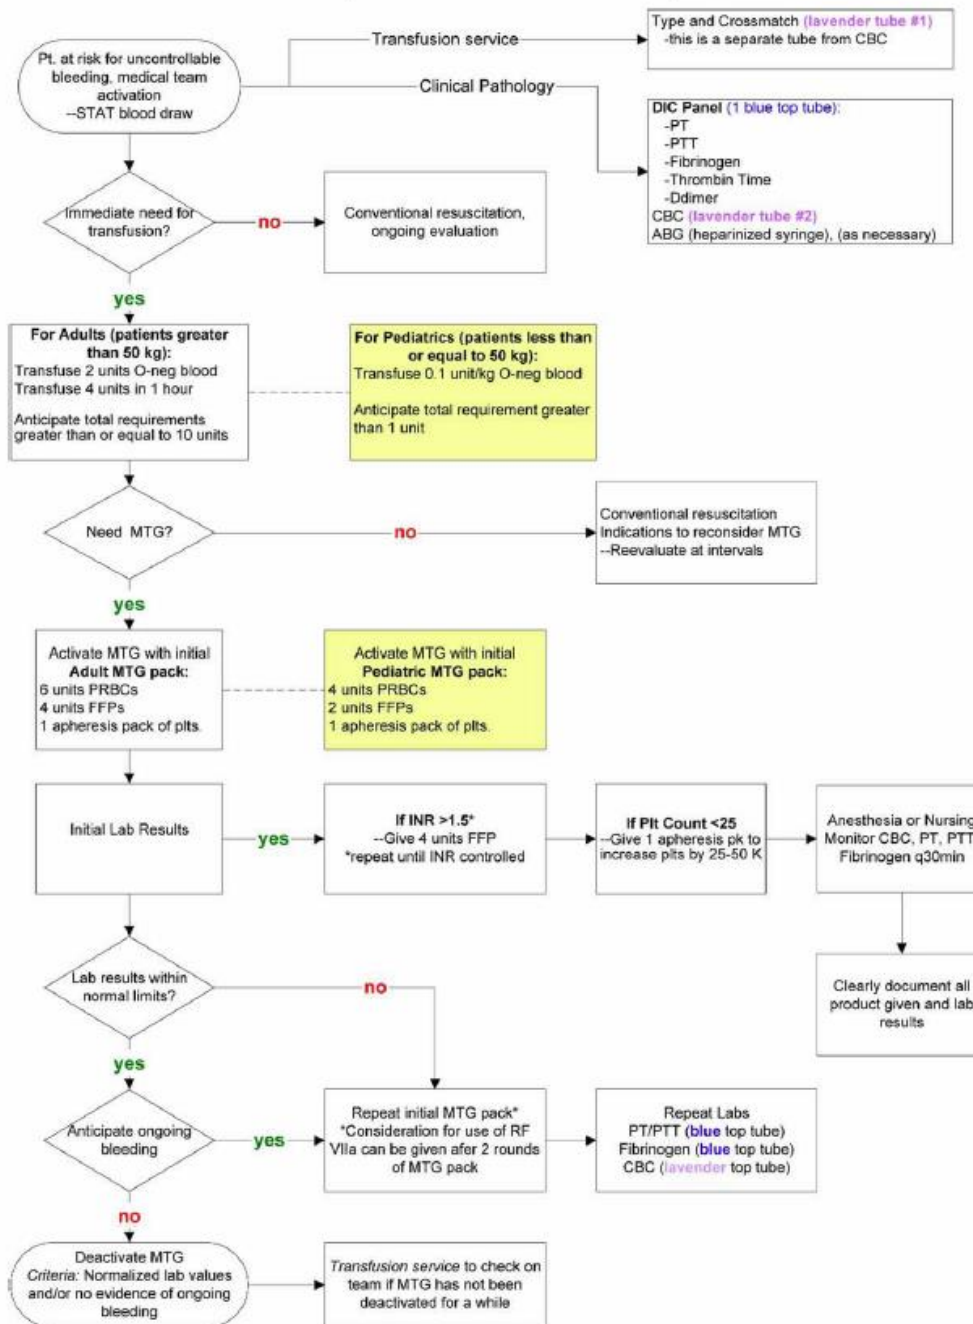 Pt. at risk for uncontrollable
bleeding, medical team
activation
--STAT blood draw
Transfusion service
Type and Crossmatch (lavender tube #1)
-this is a separate tube from CBC
Clinical Pathology
DIC Panel (1 blue top tube):
-PT
-PTT
-Fibrinogen
-Thrombin Time
-Ddimer
CBC (lavender tube #2)
ABG (heparinized syringe), (as necessary)
Immediate need for
transfusion?
no
Conventional resuscitation,
ongoing evaluation
yes
For Adults (patients greater
than 50 kg):
Transfuse 2 units O-neg blood
Transfuse 4 units in 1 hour
Anticipate total requirements
greater than or equal to 10 units
For Pediatrics (patients less than
or equal to 50 kg):
Transfuse 0.1 unit/kg O-neg blood
Anticipate total requirement greater
than 1 unit
Need MTG?
no
Conventional resuscitation
Indications to reconsider MTG
--Reevaluate at intervals
yes
Activate MTG with initial
Adult MTG pack:
6 units PRBCs
4 units FFPs
1 apheresis pack of plts.
Activate MTG with initial
Pediatric MTG pack:
4 units PRBCs
2 units FFPs
1 apheresis pack of plts.
Initial Lab Results
yes
If INR >1.5*
--Give 4 units FFP
*repeat until INR controlled
If Plt Count <25
--Give 1 apheresis pk to
increase plts by 25-50 K
Anesthesia or Nursing
Monitor CBC, PT, PTT
Fibrinogen q30min
Clearly document all
product given and lab
results
Lab results within
normal limits?
no
yes
Anticipate ongoing
bleeding
yes
Repeat initial MTG pack*
*Consideration for use of RF
VIIa can be given afer 2 rounds
of MTG pack
Repeat Labs
PT/PTT (blue top tube)
Fibrinogen (blue top tube)
CBC (lavender top tube)
no
Deactivate MTG
Criteria: Normalized lab values
and/or no evidence of ongoing
bleeding
Transfusion service to check on
team if MTG has not been
deactivated for a while